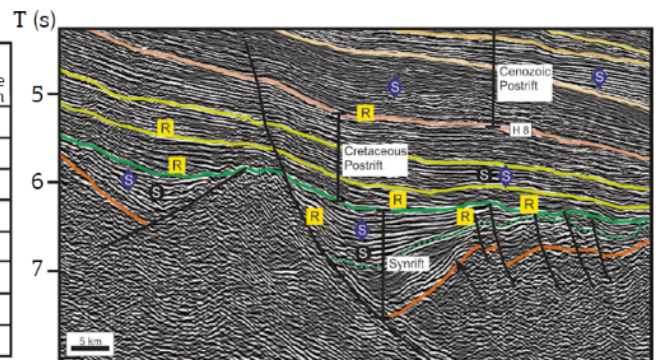 T (s)
S
Cenozoic
Postrift
S
5
R
R
H 8
Cretaceous
Postrift
R
S
S
S
6
S
R
R
R
R
S
S
Synrift
7
5 km